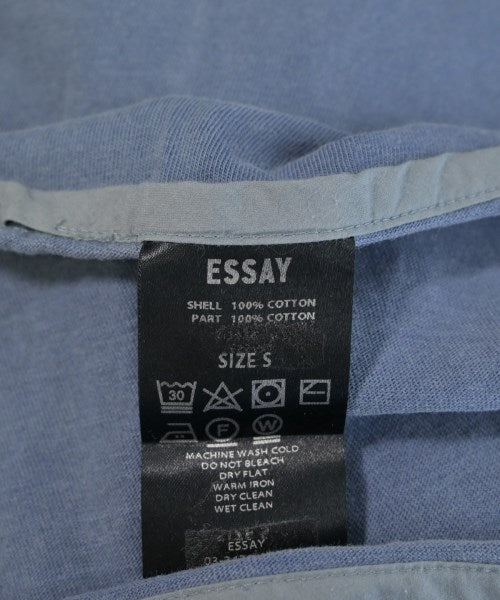 ESSAY
SHELL 100% COTTON
PART 100% COTTON
SIZE S
30
F W
MACHINE WASH COLD
DO NOT BLEACH
DRY FLAT
WARM IRON
DRY CLEAN
WET CLEAN
ESSAY